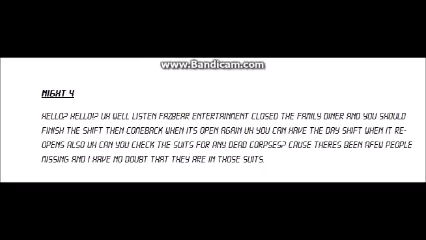 www.Bandicam.com
NIGHT 4
HELLO? HELLO!? UH WELL LISTEN FAZBEAR ENTERTAINMENT CLOSED THE FAMILY DINER AND YOU SHOULD
FINISH THE SHIFT THEN COMEBACK WHEN ITS OPEN AGAIN UH YOU CAN HAVE THE DAY SHIFT WHEN IT RE-
OPENS ALSO UH CAN YOU CHECK THE SUITS FOR ANY DEAD CORPSES? CAUSE THERES BEEN AFEW PEOPLE
MISSING AND I HAVE NO DOUBT THAT THEY ARE IN THOSE SUITS.